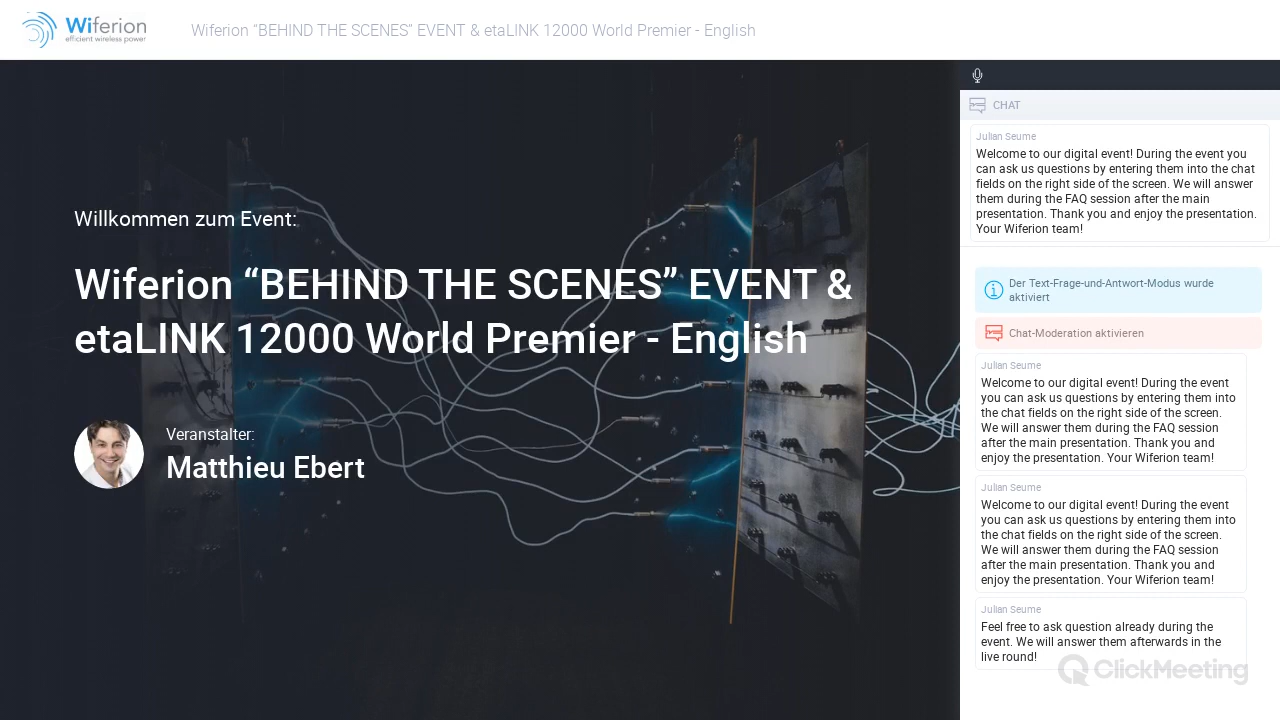 Wiferion
efficient wireless power
Wiferion “BEHIND THE SCENES” EVENT & etaLINK 12000 World Premier - English
Willkommen zum Event:
Wiferion “BEHIND THE SCENES” EVENT &
etaLINK 12000 World Premier - English
Veranstalter:
Matthieu Ebert
CHAT
Julian Seume
Welcome to our digital event! During the event you
can ask us questions by entering them into the chat
fields on the right side of the screen. We will answer
them during the FAQ session after the main
presentation. Thank you and enjoy the presentation.
Your Wiferion team!
Der Text-Frage-und-Antwort-Modus wurde
aktiviert
Chat-Moderation aktivieren
Julian Seume
Welcome to our digital event! During the event
you can ask us questions by entering them into
the chat fields on the right side of the screen.
We will answer them during the FAQ session
after the main presentation. Thank you and
enjoy the presentation. Your Wiferion team!
Julian Seume
Welcome to our digital event! During the event
you can ask us questions by entering them into
the chat fields on the right side of the screen.
We will answer them during the FAQ session
after the main presentation. Thank you and
enjoy the presentation. Your Wiferion team!
Julian Seume
Feel free to ask question already during the
event. We will answer them afterwards in the
live round!
ClickMeeting